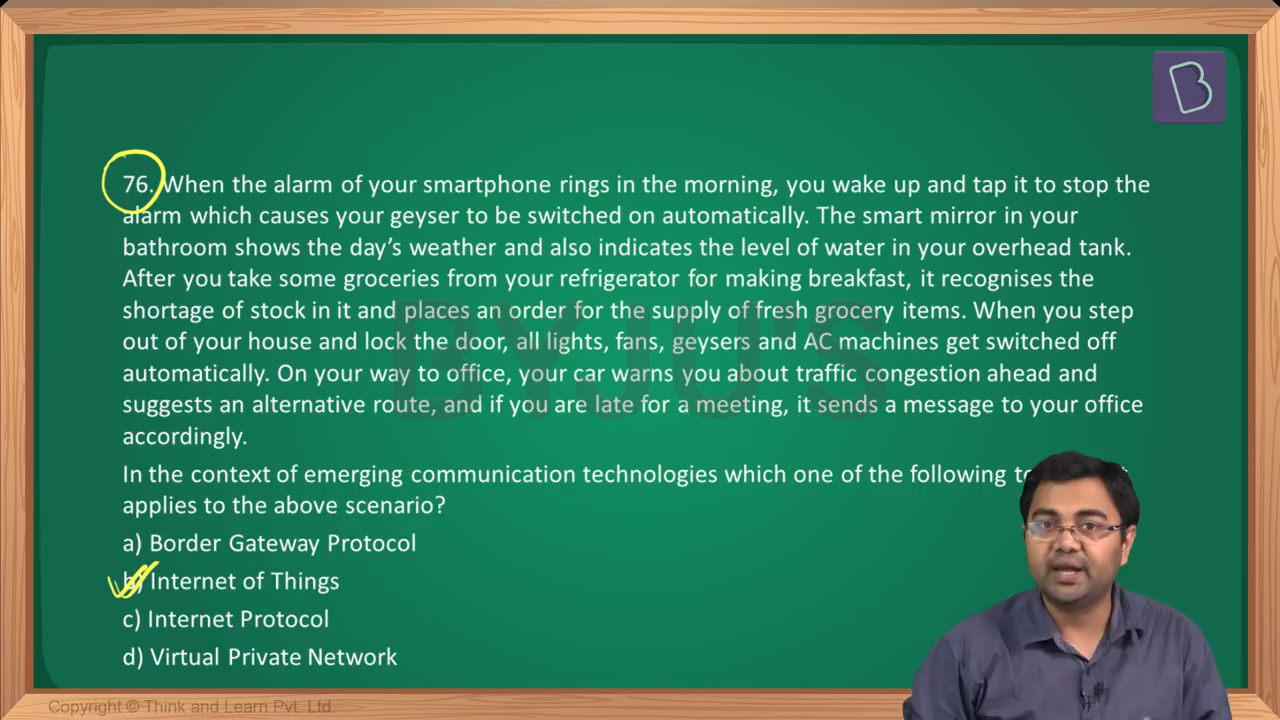 B
76. When the alarm of your smartphone rings in the morning, you wake up and tap it to stop the
alarm which causes your geyser to be switched on automatically. The smart mirror in your
bathroom shows the day's weather and also indicates the level of water in your overhead tank.
After you take some groceries from your refrigerator for making breakfast, it recognises the
shortage of stock in it and places an order for the supply of fresh grocery items. When you step
out of your house and lock the door, all lights, fans, geysers and AC machines get switched off
automatically. On your way to office, your car warns you about traffic congestion ahead and
suggests an alternative route, and if you are late for a meeting, it sends a message to your office
accordingly.
BYJU'S
In the context of emerging communication technologies which one of the following
applies to the above scenario?
a) Border Gateway Protocol
b) Internet of Things
c) Internet Protocol
d) Virtual Private Network
Copyright © Think and Learn Pvt. Ltd.